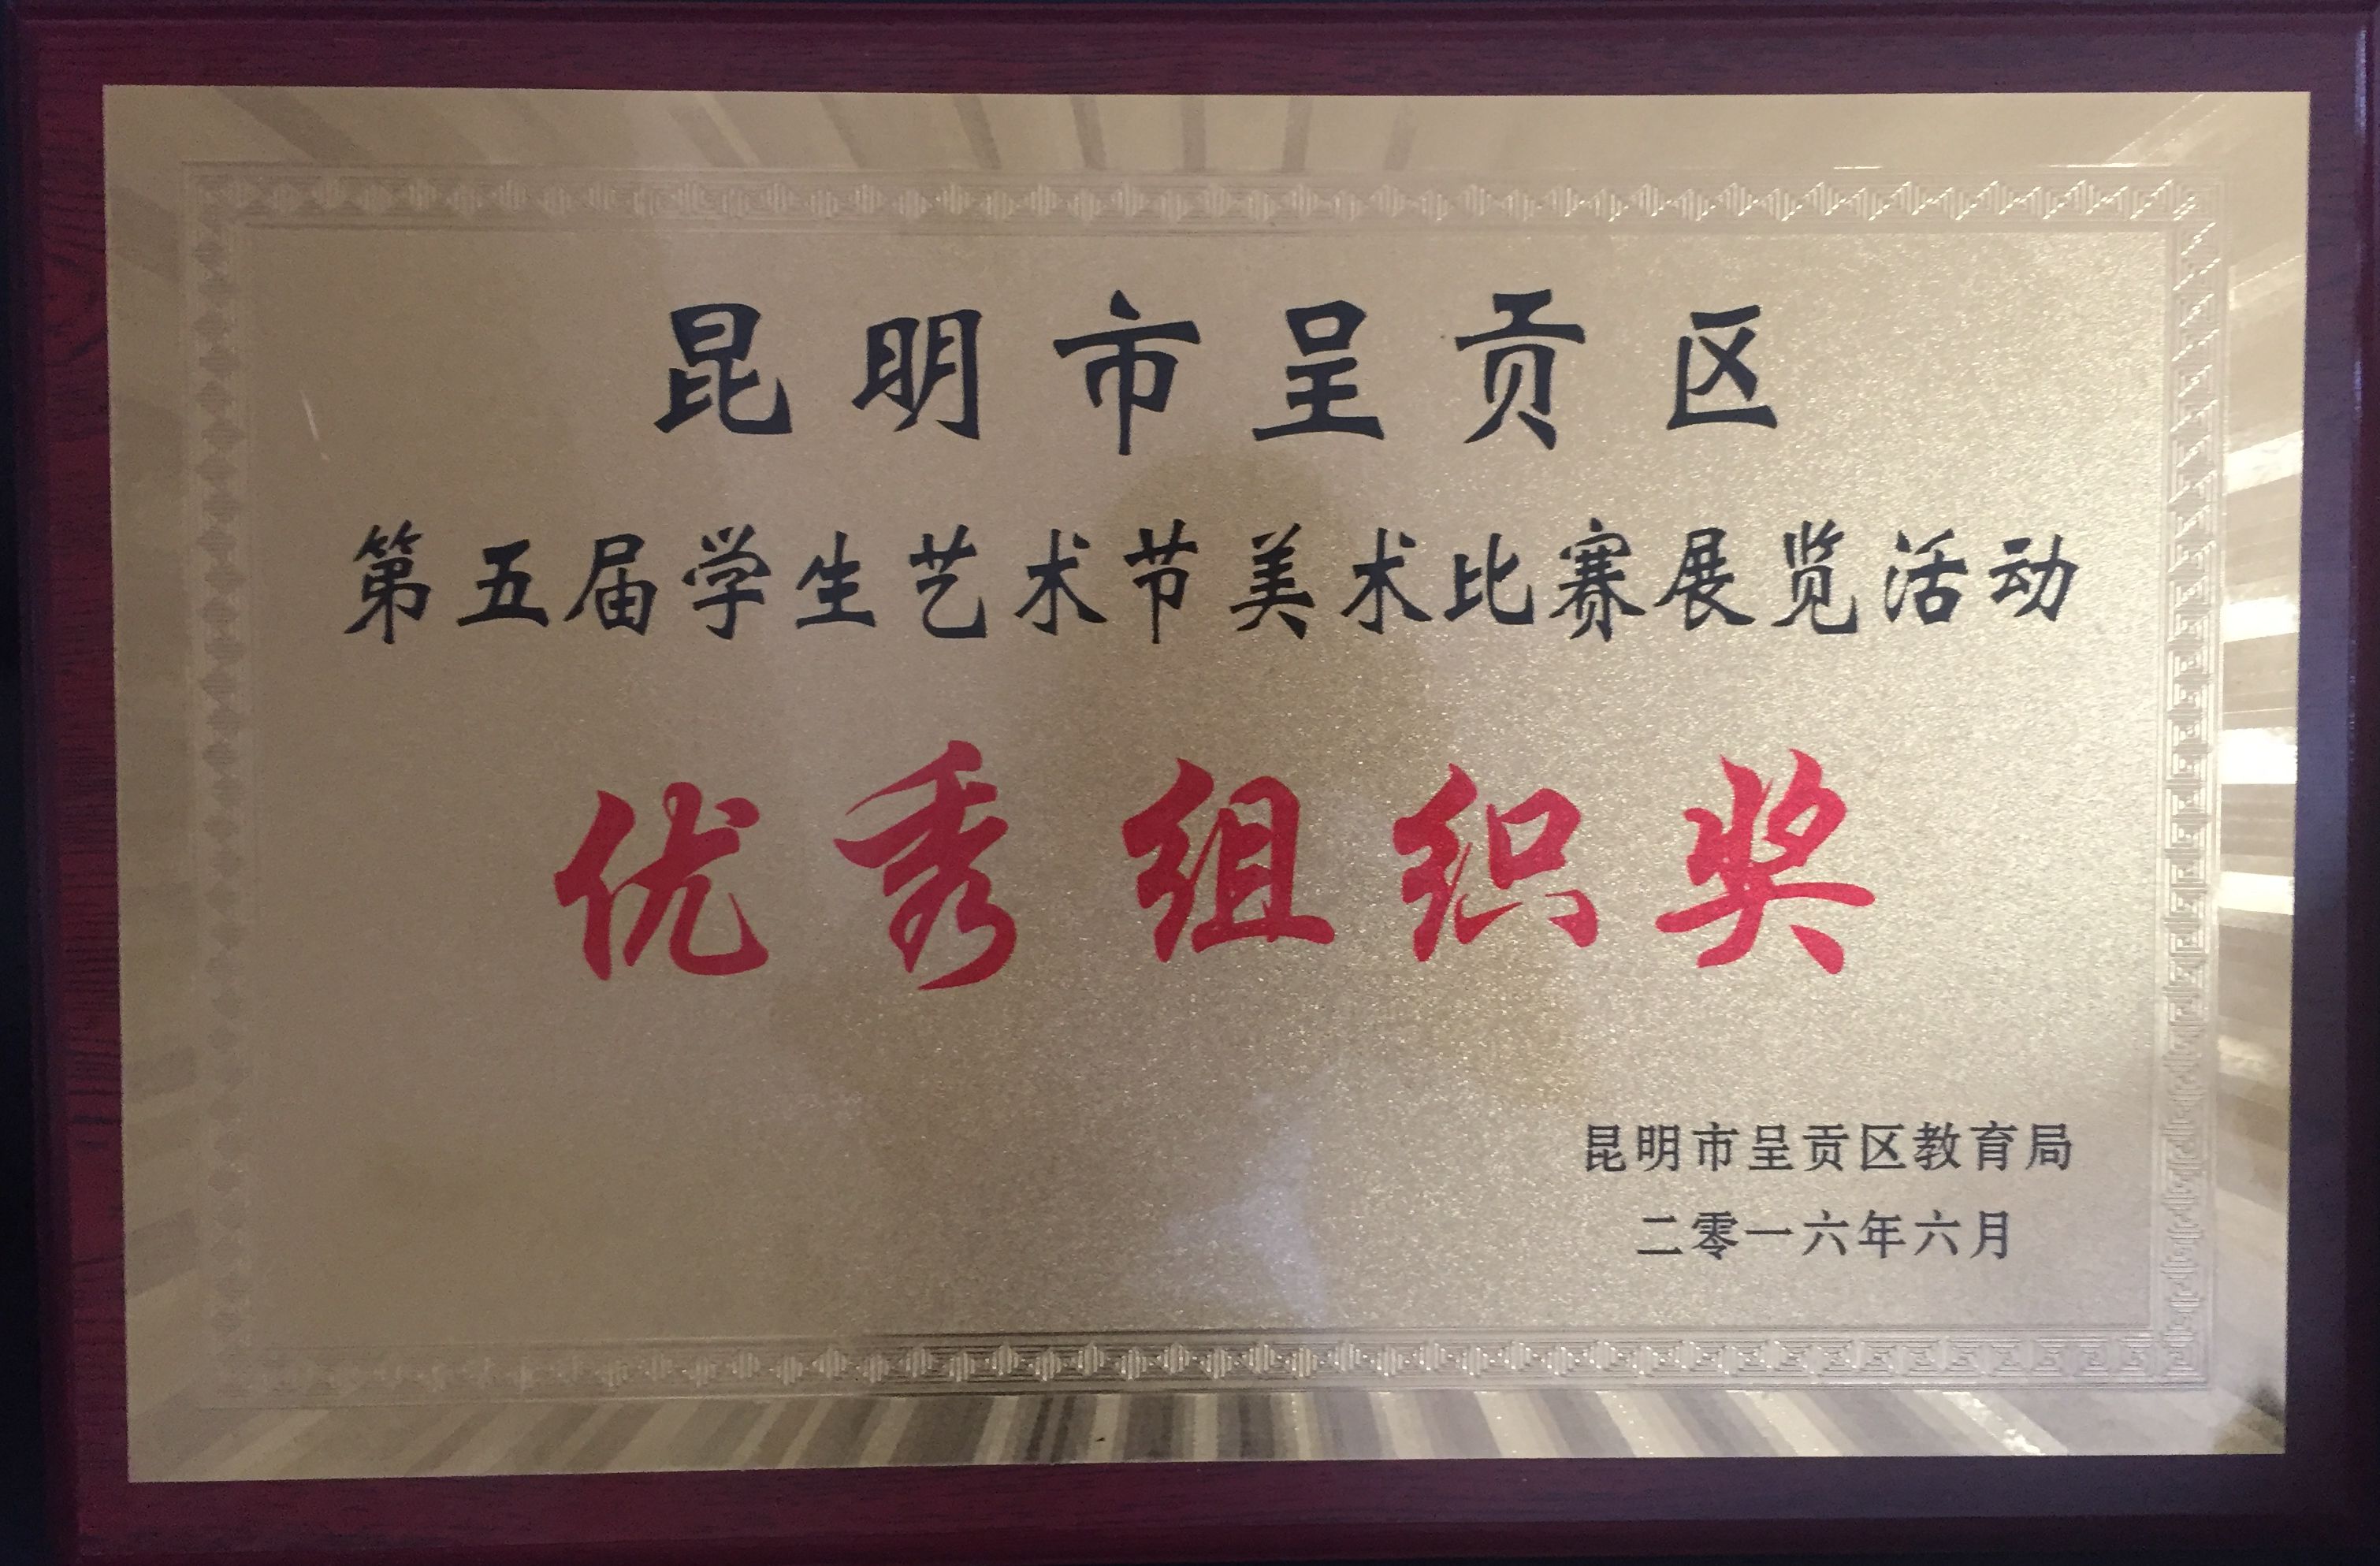 昆明市呈贡区
第五届学生艺术节美术比赛展览活动
优秀组织奖
昆明市呈贡区教育局
二零一六年六月